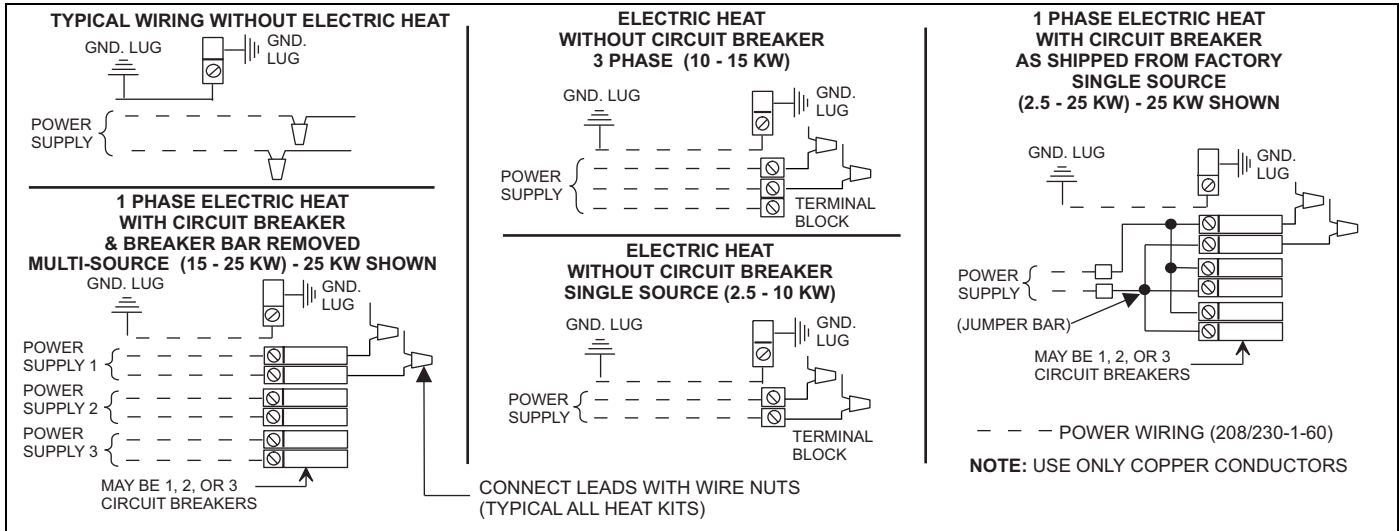 TYPICAL WIRING WITHOUT ELECTRIC HEAT
GND. LUG
GND.
LUG
POWER
SUPPLY
1 PHASE ELECTRIC HEAT
WITH CIRCUIT BREAKER
& BREAKER BAR REMOVED
MULTI-SOURCE (15 - 25 KW) - 25 KW SHOWN
GND. LUG
GND.
LUG
POWER
SUPPLY 1
POWER
SUPPLY 2
POWER
SUPPLY 3
MAY BE 1, 2, OR 3
CIRCUIT BREAKERS
CONNECT LEADS WITH WIRE NUTS
(TYPICAL ALL HEAT KITS)
ELECTRIC HEAT
WITHOUT CIRCUIT BREAKER
3 PHASE (10 - 15 KW)
GND. LUG
GND.
LUG
POWER
SUPPLY
TERMINAL
BLOCK
ELECTRIC HEAT
WITHOUT CIRCUIT BREAKER
SINGLE SOURCE (2.5 - 10 KW)
GND. LUG
GND.
LUG
POWER
SUPPLY
TERMINAL
BLOCK
1 PHASE ELECTRIC HEAT
WITH CIRCUIT BREAKER
AS SHIPPED FROM FACTORY
SINGLE SOURCE
(2.5 - 25 KW) - 25 KW SHOWN
GND. LUG
GND.
LUG
POWER
SUPPLY
(JUMPER BAR)
MAY BE 1, 2, OR 3
CIRCUIT BREAKERS
POWER WIRING (208/230-1-60)
NOTE: USE ONLY COPPER CONDUCTORS